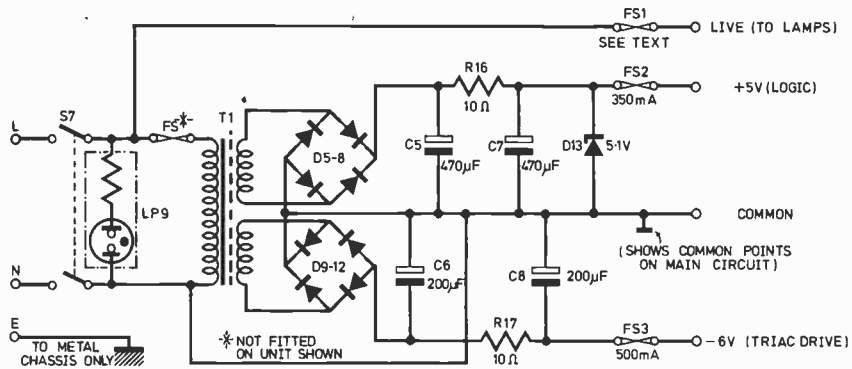 FS1
LIVE (TO LAMPS)
SEE TEXT
R16
10Ω
FS2
350mA
+5V (LOGIC)
S7
L
FS-*-
T1
D5-8
C5
470µF
C7
470µF
D13
5·1V
LP9
COMMON
(SHOWS COMMON POINTS
ON MAIN CIRCUIT)
D9-12
C6
200µF
C8
200µF
N
R17
10Ω
FS3
500mA
-6V (TRIAC DRIVE)
E
TO METAL
CHASSIS ONLY
-*- NOT FITTED
ON UNIT SHOWN